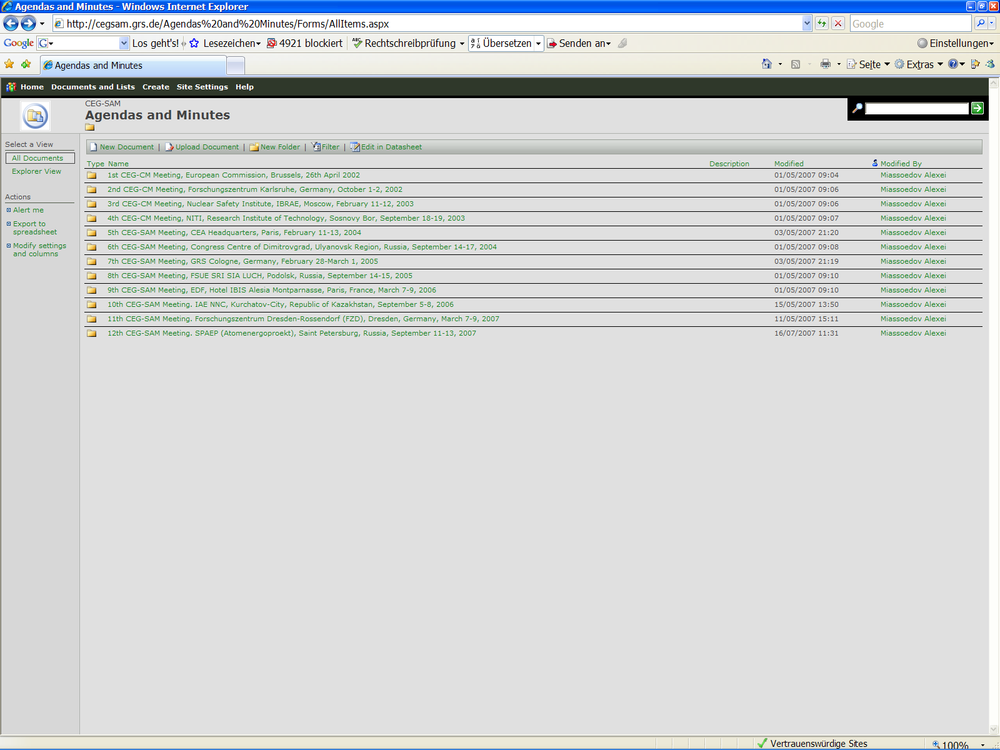 Agendas and Minutes - Windows Internet Explorer
http://cegsam.grs.de/Agendas%20and%20Minutes/Forms/AllItems.aspx
Google
Google G Los geht's! Lesezeichen 4921 blockiert ABC Rechtschreibprüfung Übersetzen Senden an Einstellungen
Agendas and Minutes Seite Extras
Home Documents and Lists Create Site Settings Help
CEG-SAM
Agendas and Minutes
Select a View
All Documents
Explorer View
Actions
Alert me
Export to
spreadsheet
Modify settings
and columns
New Document | Upload Document | New Folder | Filter | Edit in Datasheet
Type Name Description Modified Modified By
1st CEG-CM Meeting, European Commission, Brussels, 26th April 2002 01/05/2007 09:04 Miassoedov Alexei
2nd CEG-CM Meeting, Forschungszentrum Karlsruhe, Germany, October 1-2, 2002 01/05/2007 09:06 Miassoedov Alexei
3rd CEG-CM Meeting, Nuclear Safety Institute, IBRAE, Moscow, February 11-12, 2003 01/05/2007 09:06 Miassoedov Alexei
4th CEG-CM Meeting, NITI, Research Institute of Technology, Sosnovy Bor, September 18-19, 2003 01/05/2007 09:07 Miassoedov Alexei
5th CEG-SAM Meeting, CEA Headquarters, Paris, February 11-13, 2004 03/05/2007 21:20 Miassoedov Alexei
6th CEG-SAM Meeting, Congress Centre of Dimitrovgrad, Ulyanovsk Region, Russia, September 14-17, 2004 01/05/2007 09:08 Miassoedov Alexei
7th CEG-SAM Meeting, GRS Cologne, Germany, February 28-March 1, 2005 03/05/2007 21:19 Miassoedov Alexei
8th CEG-SAM Meeting, FSUE SRI SIA LUCH, Podolsk, Russia, September 14-15, 2005 01/05/2007 09:10 Miassoedov Alexei
9th CEG-SAM Meeting, EDF, Hotel IBIS Alesia Montparnasse, Paris, France, March 7-9, 2006 01/05/2007 09:10 Miassoedov Alexei
10th CEG-SAM Meeting. IAE NNC, Kurchatov-City, Republic of Kazakhstan, September 5-8, 2006 15/05/2007 13:50 Miassoedov Alexei
11th CEG-SAM Meeting. Forschungszentrum Dresden-Rossendorf (FZD), Dresden, Germany, March 7-9, 2007 11/05/2007 15:11 Miassoedov Alexei
12th CEG-SAM Meeting. SPAEP (Atomenergoproekt), Saint Petersburg, Russia, September 11-13, 2007 16/07/2007 11:31 Miassoedov Alexei
Vertrauenswürdige Sites 100%